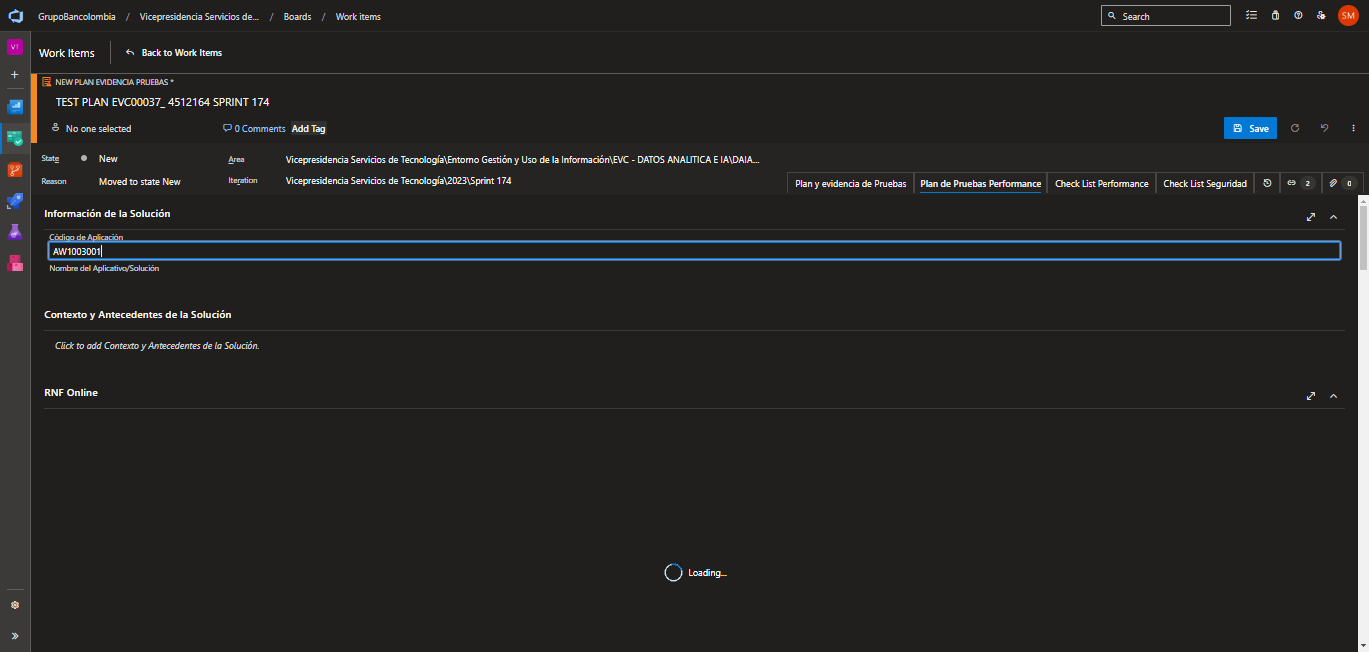 GrupoBancolombia / Vicepresidencia Servicios de... / Boards / Work items
Search
SM
VT
Work Items
Back to Work Items
NEW PLAN EVIDENCIA PRUEBAS *
TEST PLAN EVC00037_ 4512164 SPRINT 174
No one selected
0 Comments
Add Tag
Save
State
New
Area
Vicepresidencia Servicios de Tecnología\Entorno Gestión y Uso de la Información\EVC - DATOS ANALITICA E IA\DAIA...
Reason
Moved to state New
Iteration
Vicepresidencia Servicios de Tecnología\2023\Sprint 174
Plan y evidencia de Pruebas
Plan de Pruebas Performance
Check List Performance
Check List Seguridad
2
0
Información de la Solución
Código de Aplicación
AW1003001
Nombre del Aplicativo/Solución
Contexto y Antecedentes de la Solución
Click to add Contexto y Antecedentes de la Solución.
RNF Online
Loading...